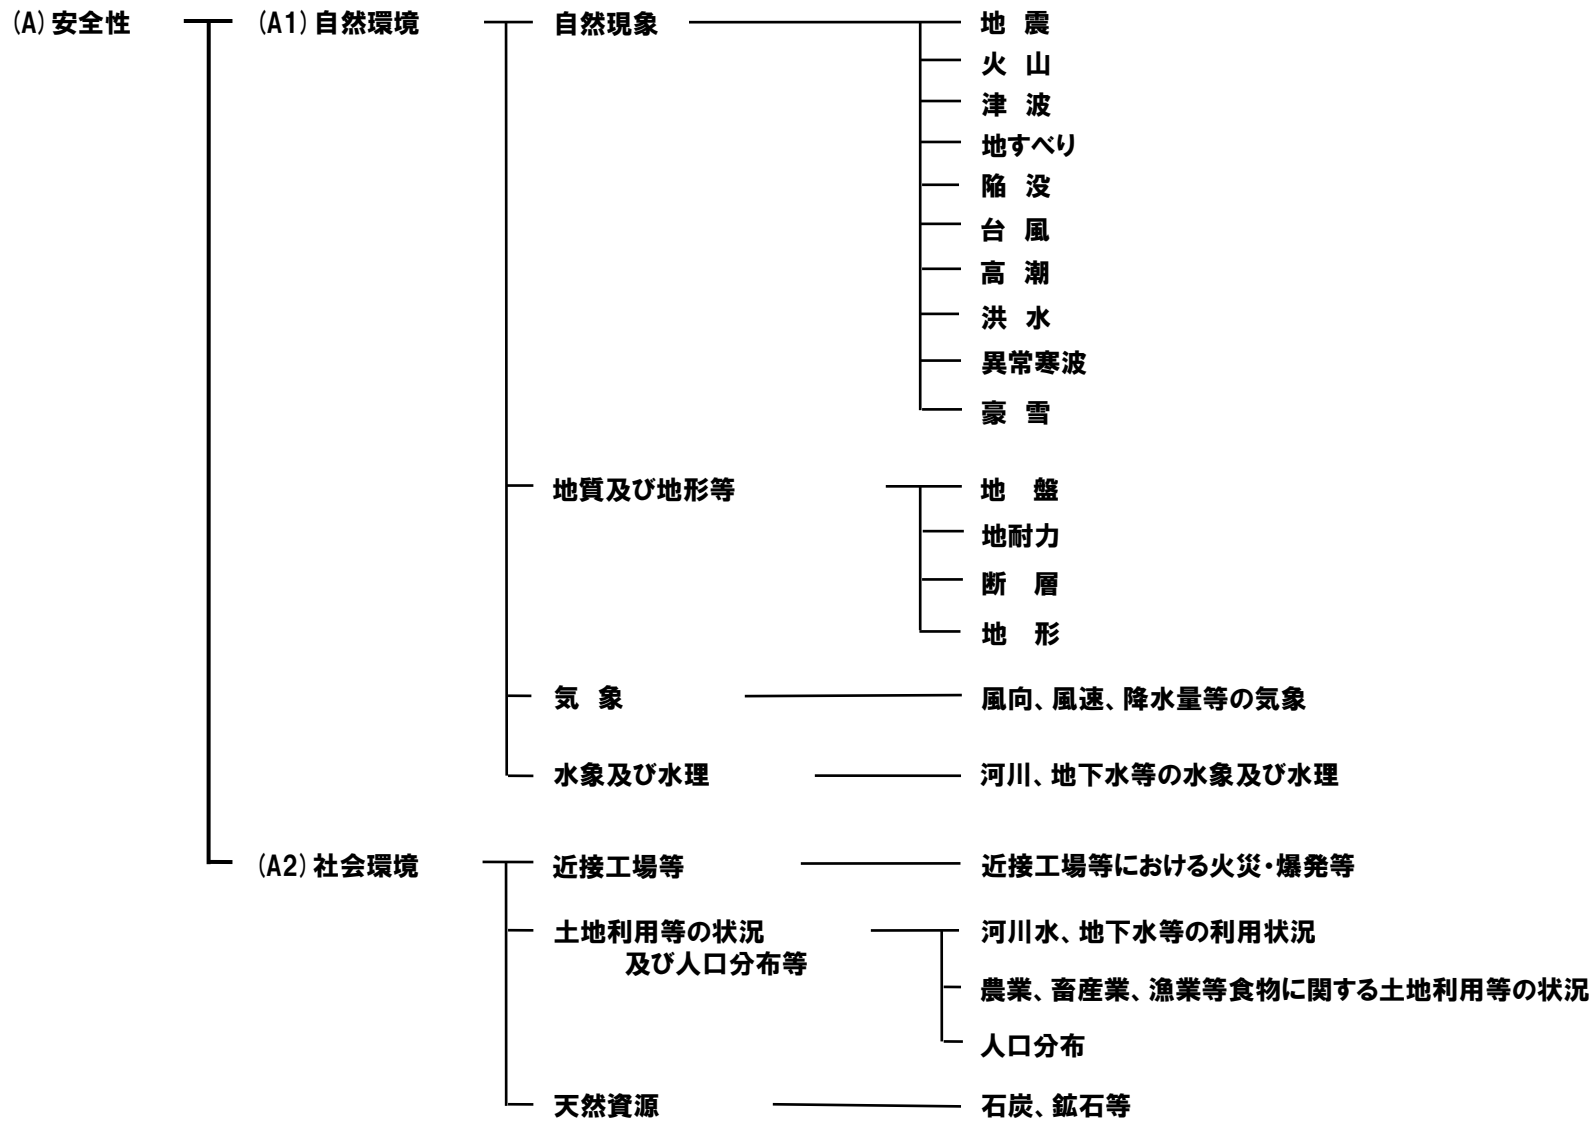 (A)安全性 (A1)自然環境 自然現象 地 震
火 山
津 波
地すべり
陥 没
台 風
高 潮
洪 水
異常寒波
豪 雪
地質及び地形等 地 盤
地耐力
断 層
地 形
気 象 風向、風速、降水量等の気象
水象及び水理 河川、地下水等の水象及び水理
(A2)社会環境 近接工場等 近接工場等における火災・爆発等
土地利用等の状況 河川水、地下水等の利用状況
及び人口分布等
農業、畜産業、漁業等食物に関する土地利用等の状況
人口分布
天然資源 石炭、鉱石等